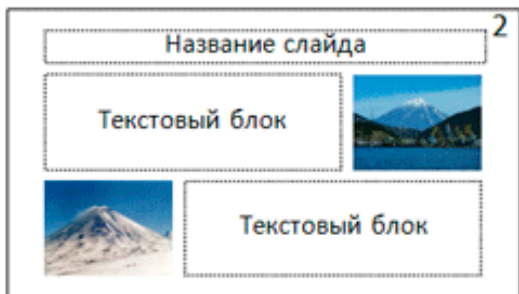 2
Название слайда
Текстовый блок
Текстовый блок